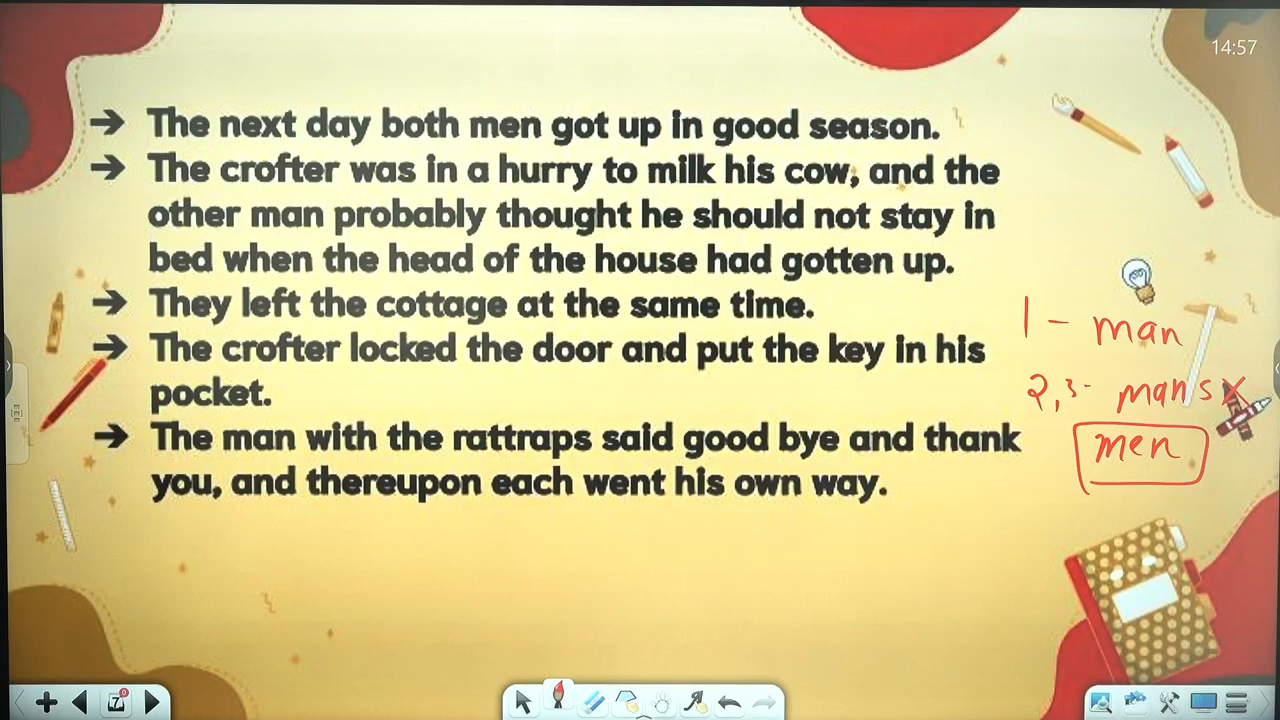 14:57
→ The next day both men got up in good season.
→ The crofter was in a hurry to milk his cow, and the
other man probably thought he should not stay in
bed when the head of the house had gotten up.
→ They left the cottage at the same time.
→ The crofter locked the door and put the key in his
pocket.
→ The man with the rattraps said good bye and thank
you, and thereupon each went his own way.
1 - man
2,3- mans x
men
7